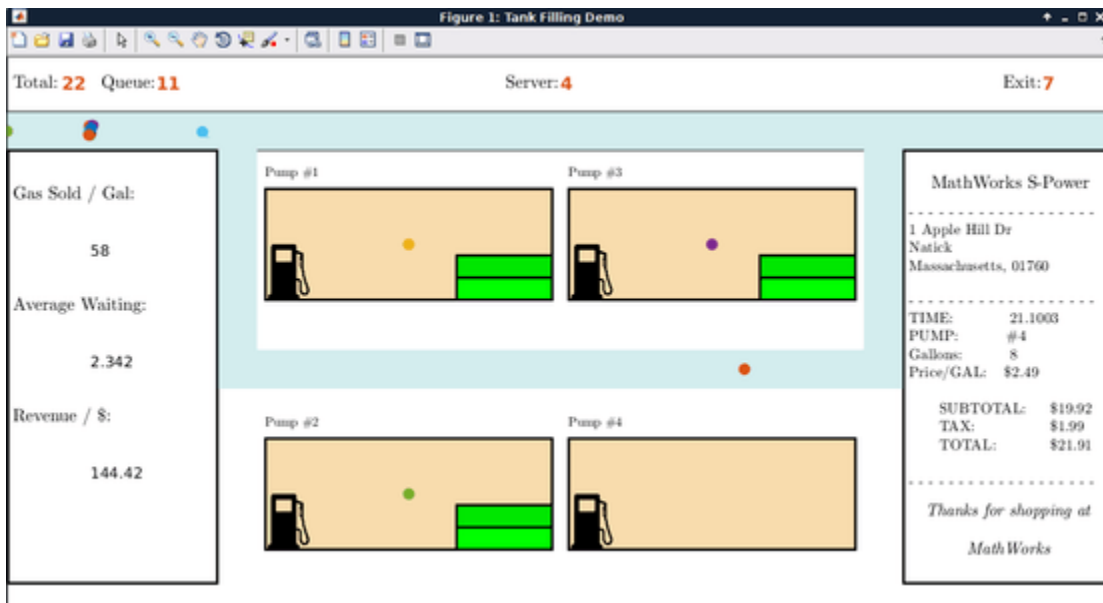 Figure 1: Tank Filling Demo
Total: 22 Queue: 11 Server: 4 Exit: 7
Gas Sold / Gal:
58
Average Waiting:
2.342
Revenue / $:
144.42
Pump #1
Pump #3
Pump #2
Pump #4
MathWorks S-Power
1 Apple Hill Dr
Natick
Massachusetts, 01760
TIME: 21.1003
PUMP: #4
Gallons: 8
Price/GAL: $2.49
SUBTOTAL: $19.92
TAX: $1.99
TOTAL: $21.91
Thanks for shopping at
MathWorks